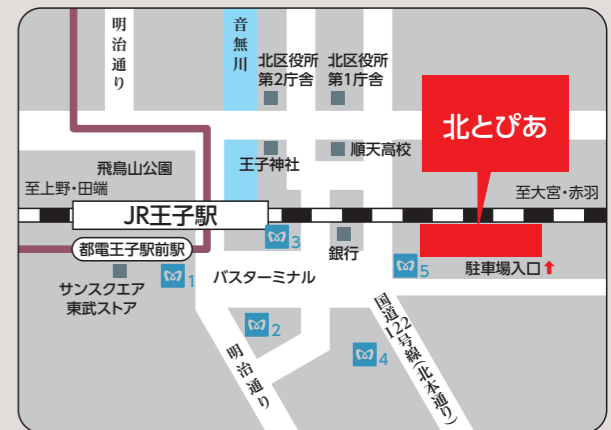 明治通り
音無川
北区役所
第2庁舎
北区役所
第1庁舎
北とぴあ
王子神社
順天高校
飛鳥山公園
至上野・田端
至大宮・赤羽
JR王子駅
都電王子駅前駅
3
銀行
5
駐車場入口↑
サンスクエア
東武ストア
1
バスターミナル
2
明治通り
4
国道122号線(北本通り)